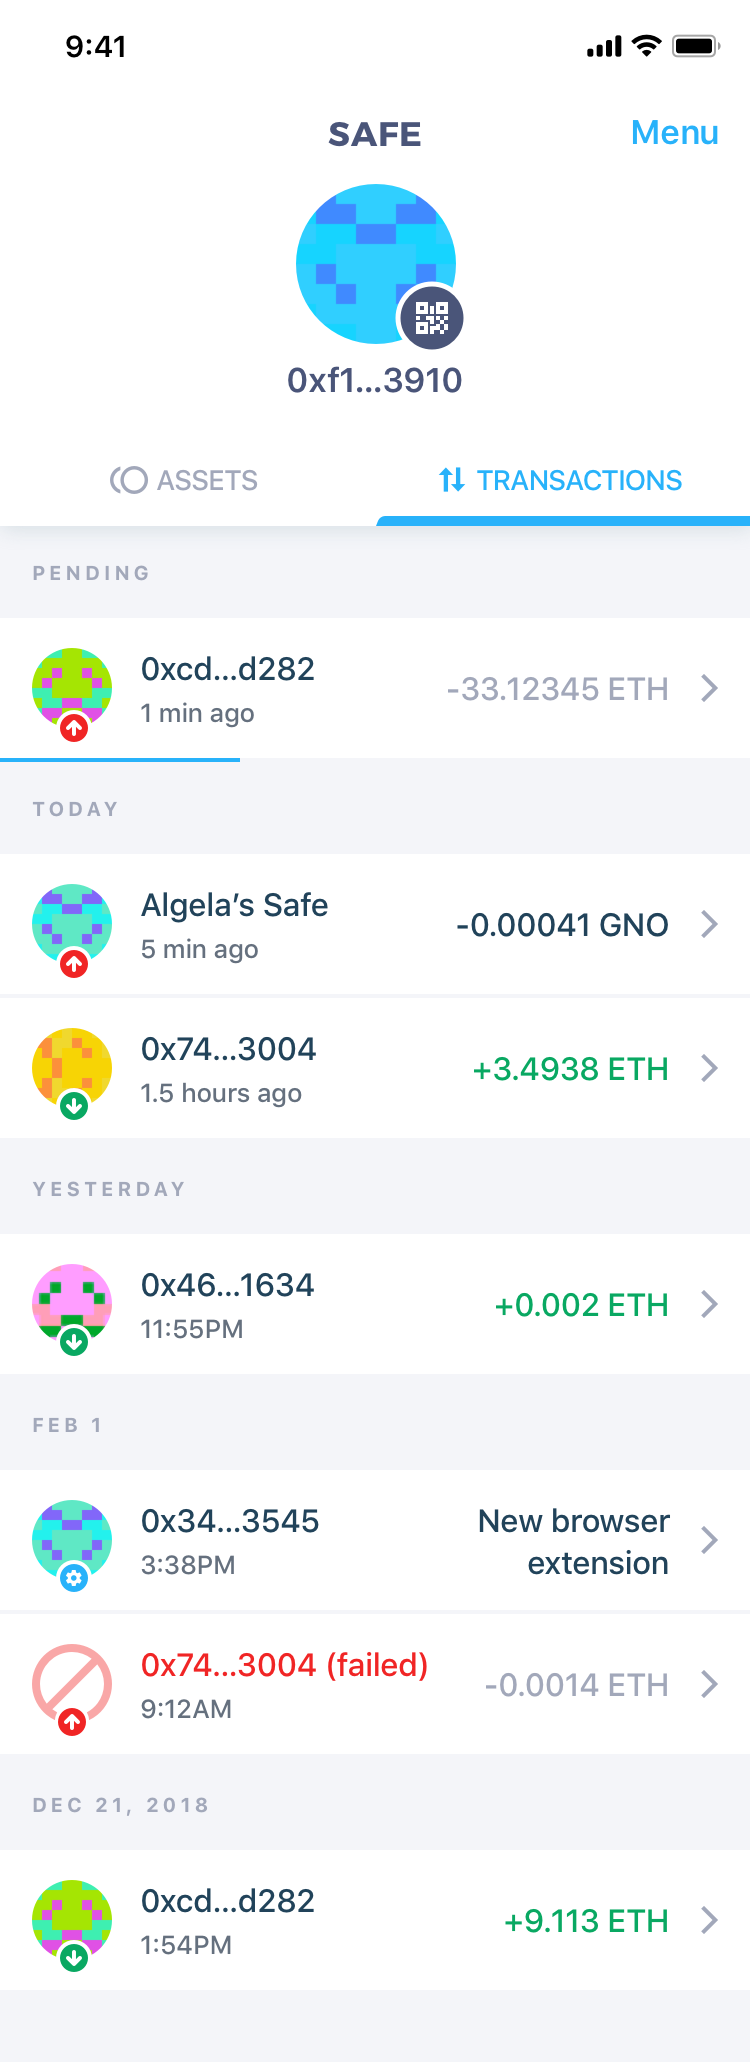 9:41
SAFE
Menu
0xf1...3910
ASSETS
TRANSACTIONS
PENDING
0xcd...d282
-33.12345 ETH
1 min ago
TODAY
Algela’s Safe
-0.00041 GNO
5 min ago
0x74...3004
+3.4938 ETH
1.5 hours ago
YESTERDAY
0x46...1634
+0.002 ETH
11:55PM
FEB 1
0x34...3545
3:38PM
New browser
extension
0x74...3004 (failed)
-0.0014 ETH
9:12AM
DEC 21, 2018
0xcd...d282
+9.113 ETH
1:54PM